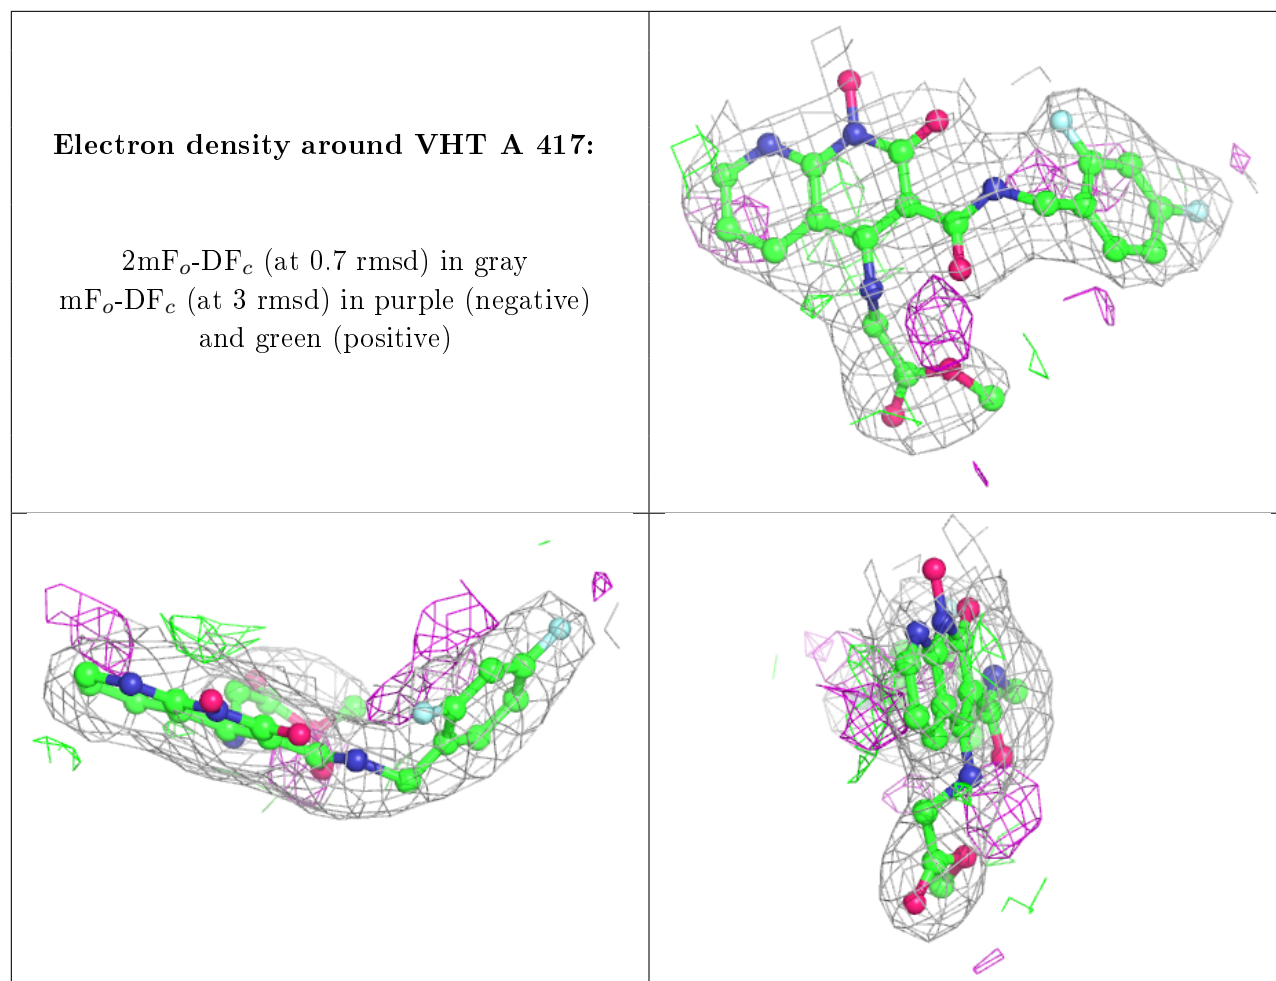 Electron density around VHT A 417:
2mFo-DFc (at 0.7 rmsd) in gray
mFo-DFc (at 3 rmsd) in purple (negative)
and green (positive)